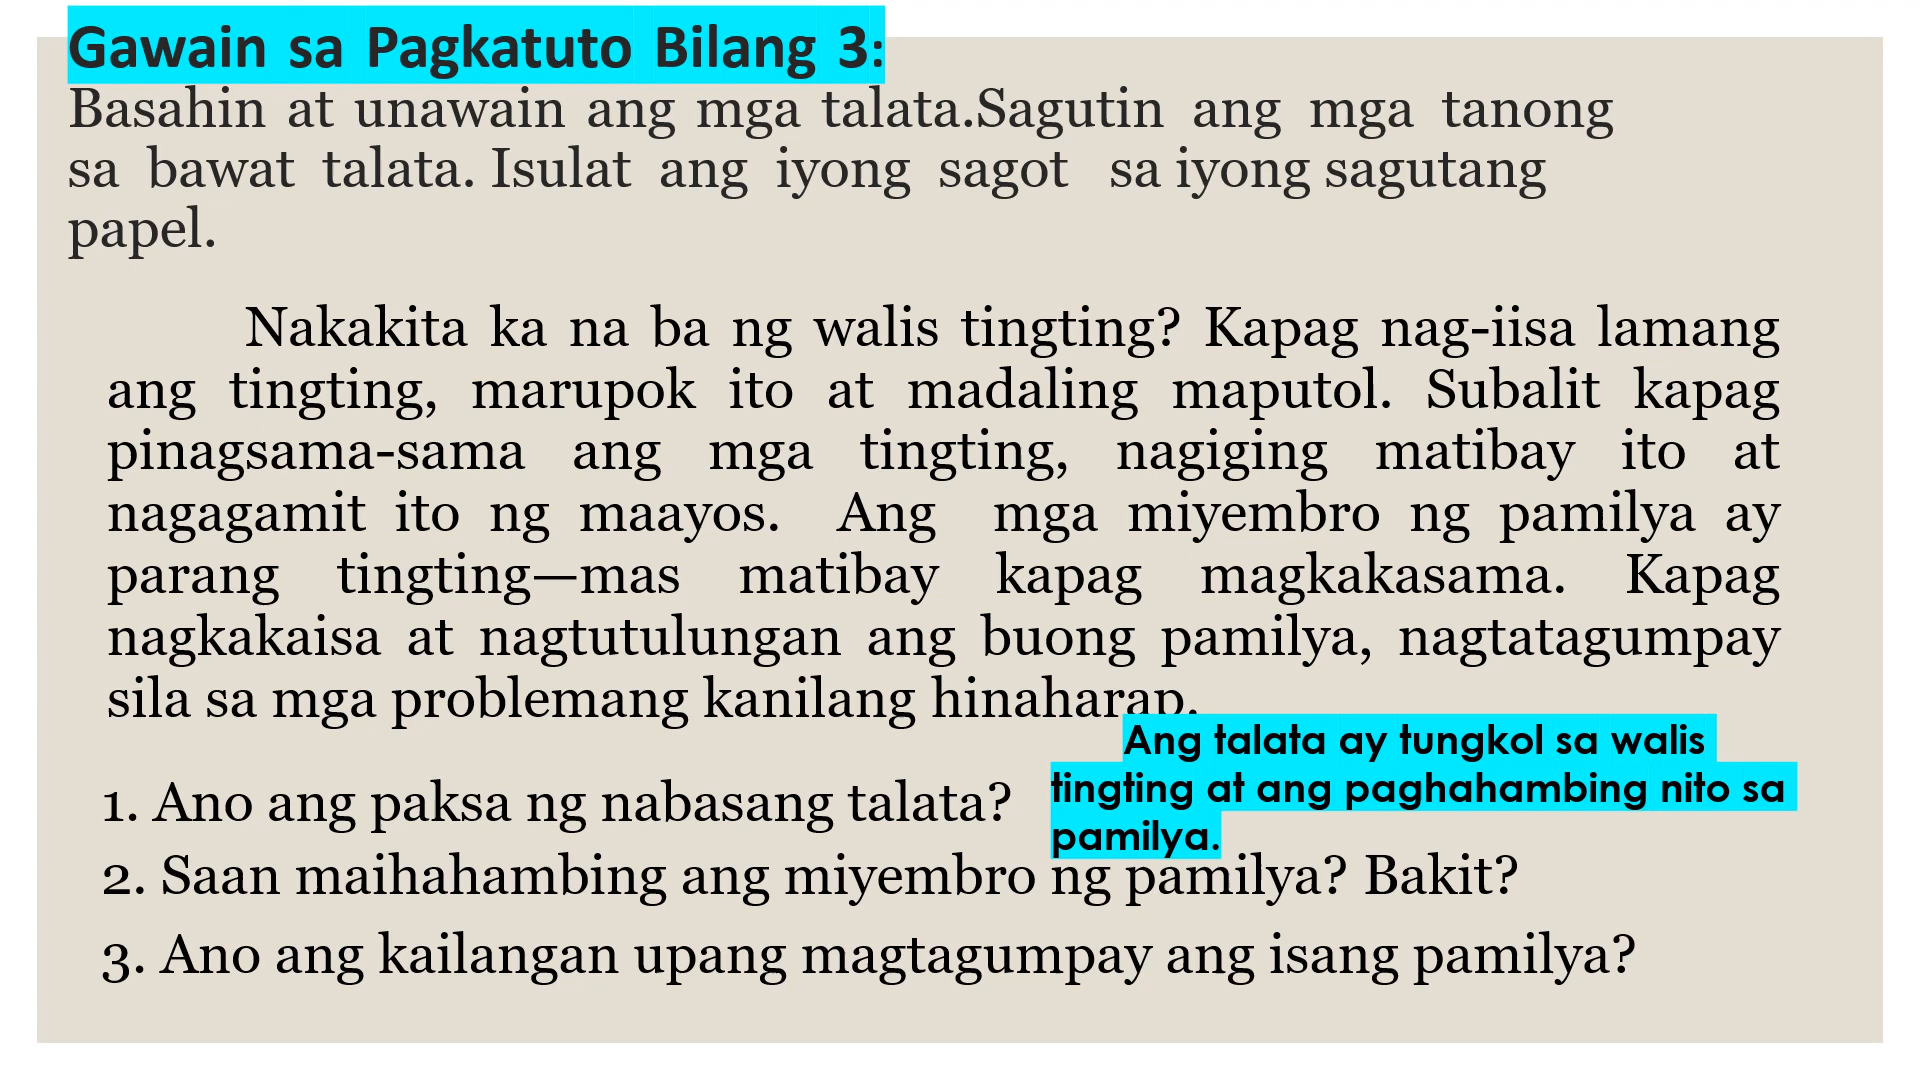 Gawain sa Pagkatuto Bilang 3:
Basahin at unawain ang mga talata.Sagutin ang mga tanong
sa bawat talata. Isulat ang iyong sagot sa iyong sagutang
papel.
Nakakita ka na ba ng walis tingting? Kapag nag-iisa lamang
ang tingting, marupok ito at madaling maputol. Subalit kapag
pinagsama-sama ang mga tingting, nagiging matibay ito at
nagagamit ito ng maayos. Ang mga miyembro ng pamilya ay
parang tingting—mas matibay kapag magkakasama. Kapag
nagkakaisa at nagtutulungan ang buong pamilya, nagtatagumpay
sila sa mga problemang kanilang hinaharap.
1. Ano ang paksa ng nabasang talata?
Ang talata ay tungkol sa walis
tingting at ang paghahambing nito sa
pamilya.
2. Saan maihahambing ang miyembro ng pamilya? Bakit?
3. Ano ang kailangan upang magtagumpay ang isang pamilya?